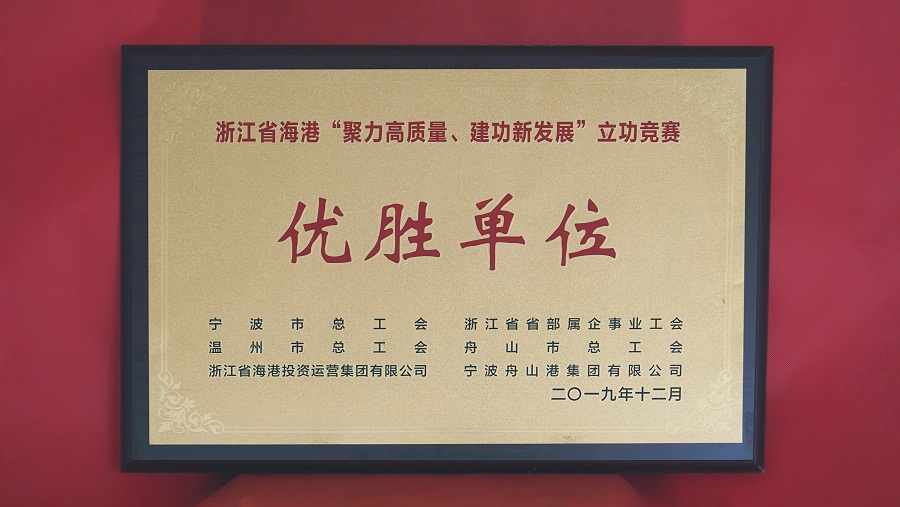 浙江省海港“聚力高质量、建功新发展”立功竞赛
优胜单位
宁波市总工会 浙江省省部属企事业工会
温州市总工会 舟山市总工会
浙江省海港投资运营集团有限公司 宁波舟山港集团有限公司
二〇一九年十二月